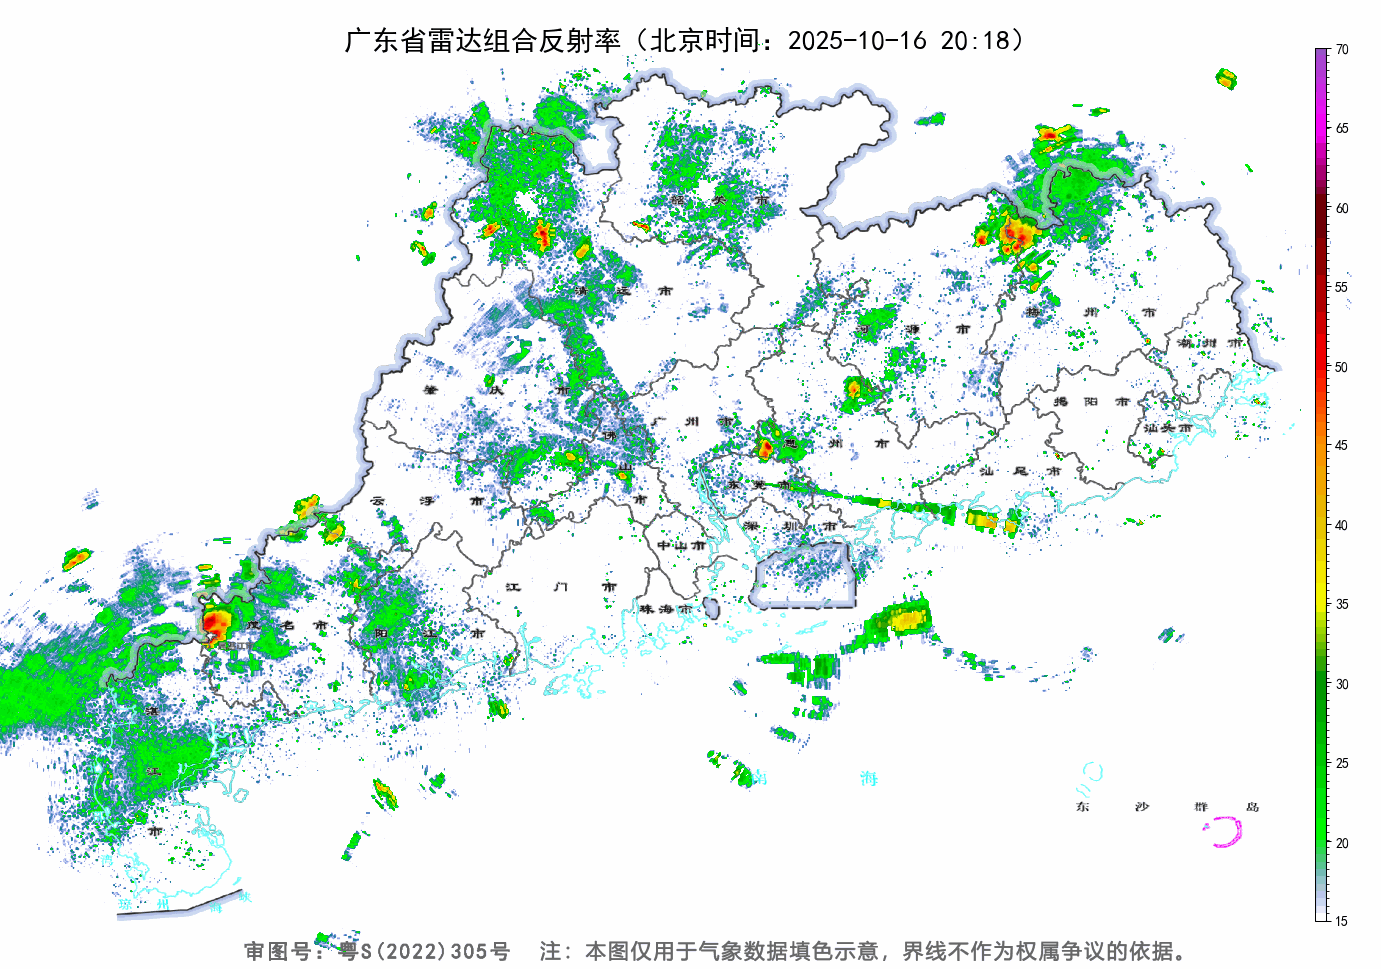 广东省雷达组合反射率（北京时间：2025-10-16 20:18）
70
65
60
55
50
45
40
35
30
25
20
15
韶 关 市
清 远 市
河 源 市
梅 州 市
潮 州 市
肇 庆 市
广 州 市
佛 山 市
惠 州 市
揭 阳 市
汕头市
汕 尾 市
东 莞 市
云 浮 市
深 圳 市
中山市
江 门 市
珠海市
茂 名 市
阳 江 市
湛 江 市
南 海
东 沙 群 岛
琼 州 海 峡
审图号：粤S(2022)305号 注：本图仅用于气象数据填色示意，界线不作为权属争议的依据。